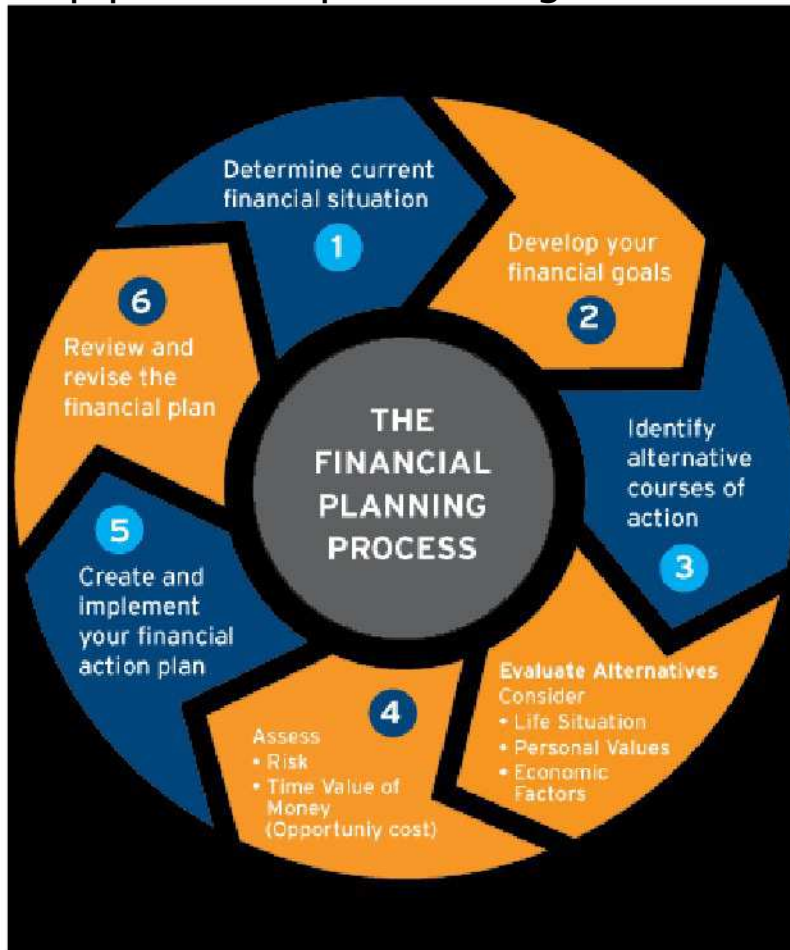 Determine current
financial situation
1
Develop your
financial goals
2
Identify
alternative
courses of
action
3
Evaluate Alternatives
Consider
• Life Situation
• Personal Values
• Economic
Factors
4
Assess
• Risk
• Time Value of
Money
(Opportuniy cost)
5
Create and
implement
your financial
action plan
6
Review and
revise the
financial plan
THE
FINANCIAL
PLANNING
PROCESS